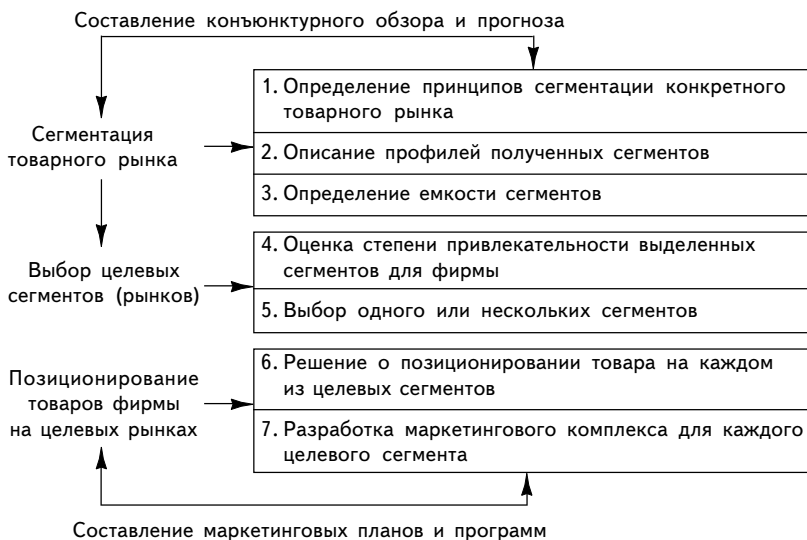 Составление конъюнктурного обзора и прогноза
1. Определение принципов сегментации конкретного
товарного рынка
Сегментация
товарного рынка
2. Описание профилей полученных сегментов
3. Определение емкости сегментов
4. Оценка степени привлекательности выделенных
сегментов для фирмы
Выбор целевых
сегментов (рынков)
5. Выбор одного или нескольких сегментов
6. Решение о позиционировании товара на каждом
из целевых сегментов
Позиционирование
товаров фирмы
на целевых рынках
7. Разработка маркетингового комплекса для каждого
целевого сегмента
Составление маркетинговых планов и программ